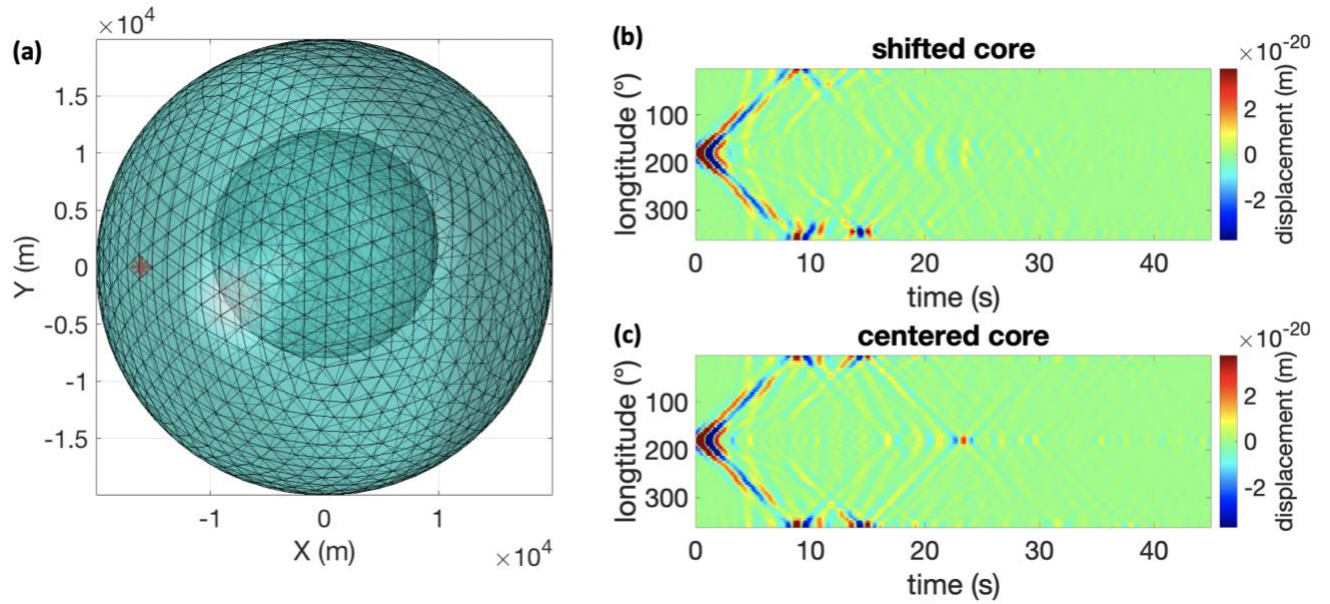 (a)
×10⁴
1.5
1
0.5
0
-0.5
-1
-1.5
Y (m)
-1 0 1
X (m)
×10⁴
(b)
shifted core
×10⁻²⁰
longtitude (°)
100
200
300
0 10 20 30 40
time (s)
2
0
-2
displacement (m)
(c)
centered core
×10⁻²⁰
longtitude (°)
100
200
300
0 10 20 30 40
time (s)
2
0
-2
displacement (m)